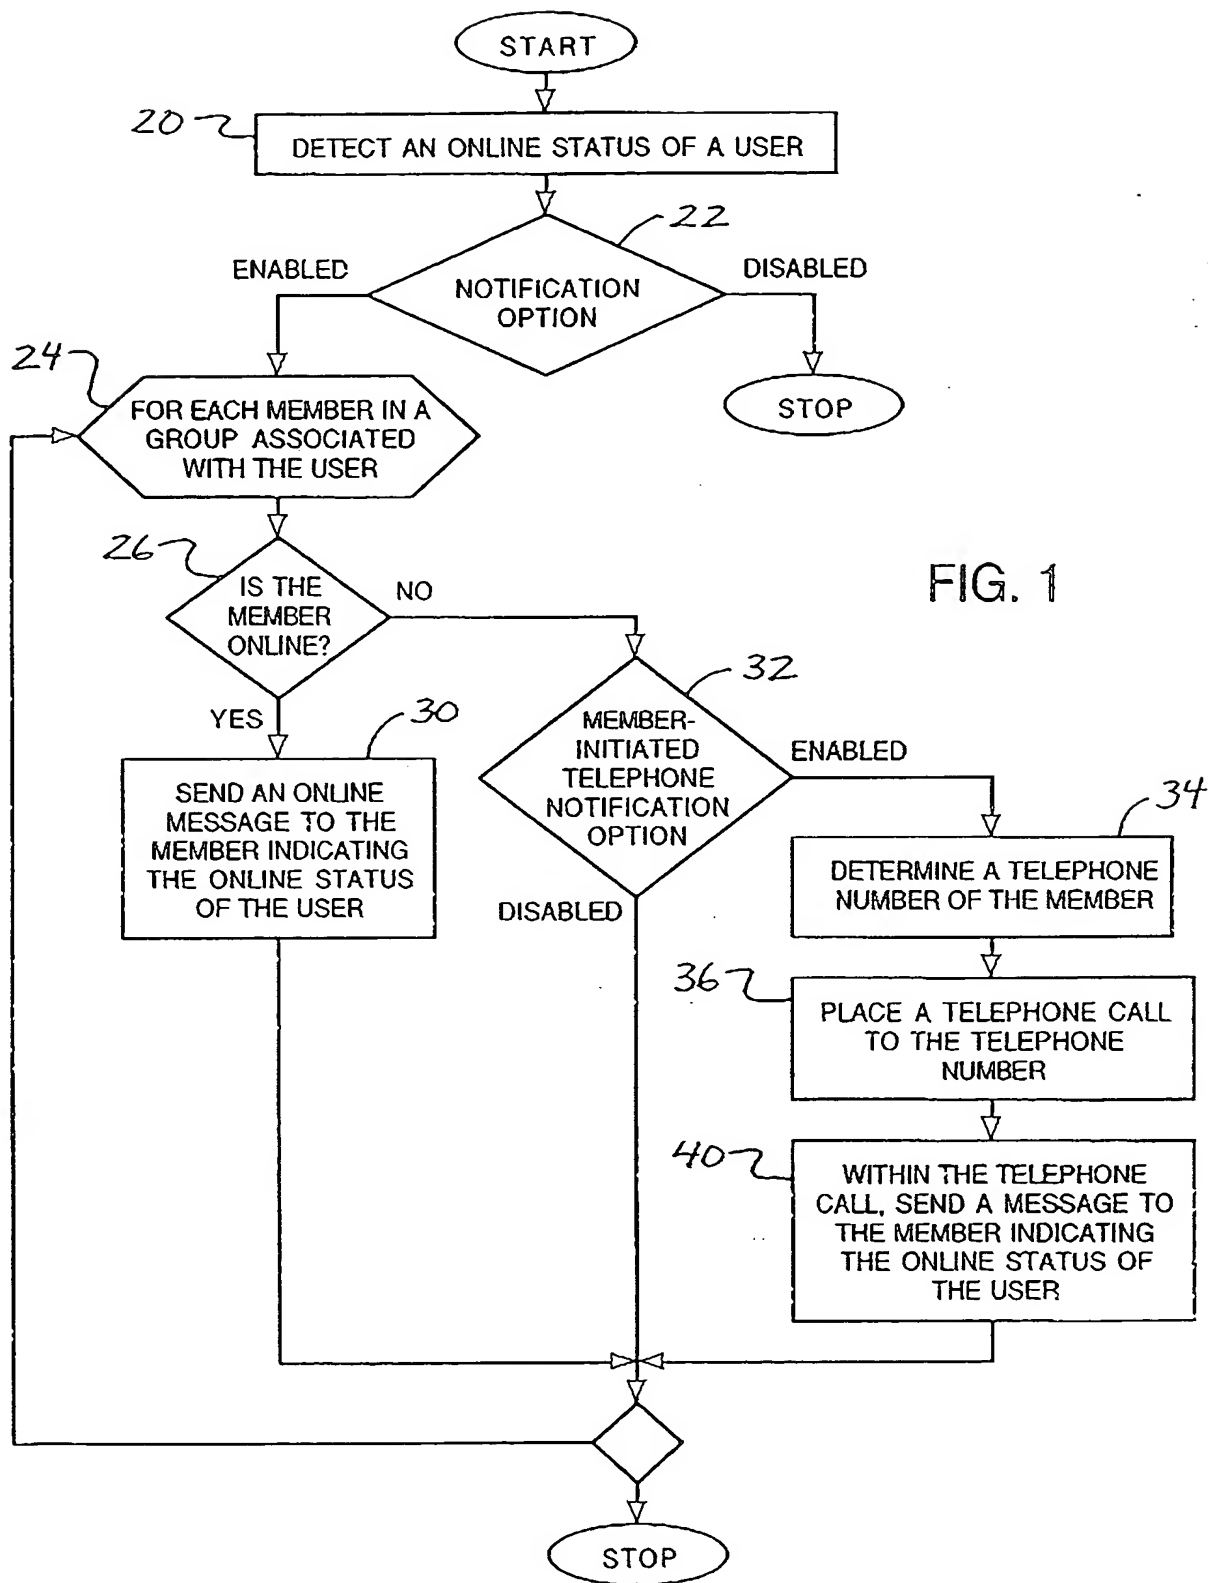 START
20
DETECT AN ONLINE STATUS OF A USER
22
ENABLED
DISABLED
NOTIFICATION
OPTION
24
STOP
FOR EACH MEMBER IN A
GROUP ASSOCIATED
WITH THE USER
26
IS THE
MEMBER
ONLINE?
NO
FIG. 1
YES
30
32
MEMBER-
INITIATED
TELEPHONE
NOTIFICATION
OPTION
ENABLED
DISABLED
SEND AN ONLINE
MESSAGE TO THE
MEMBER INDICATING
THE ONLINE STATUS
OF THE USER
34
DETERMINE A TELEPHONE
NUMBER OF THE MEMBER
36
PLACE A TELEPHONE CALL
TO THE TELEPHONE
NUMBER
40
WITHIN THE TELEPHONE
CALL, SEND A MESSAGE TO
THE MEMBER INDICATING
THE ONLINE STATUS OF
THE USER
STOP